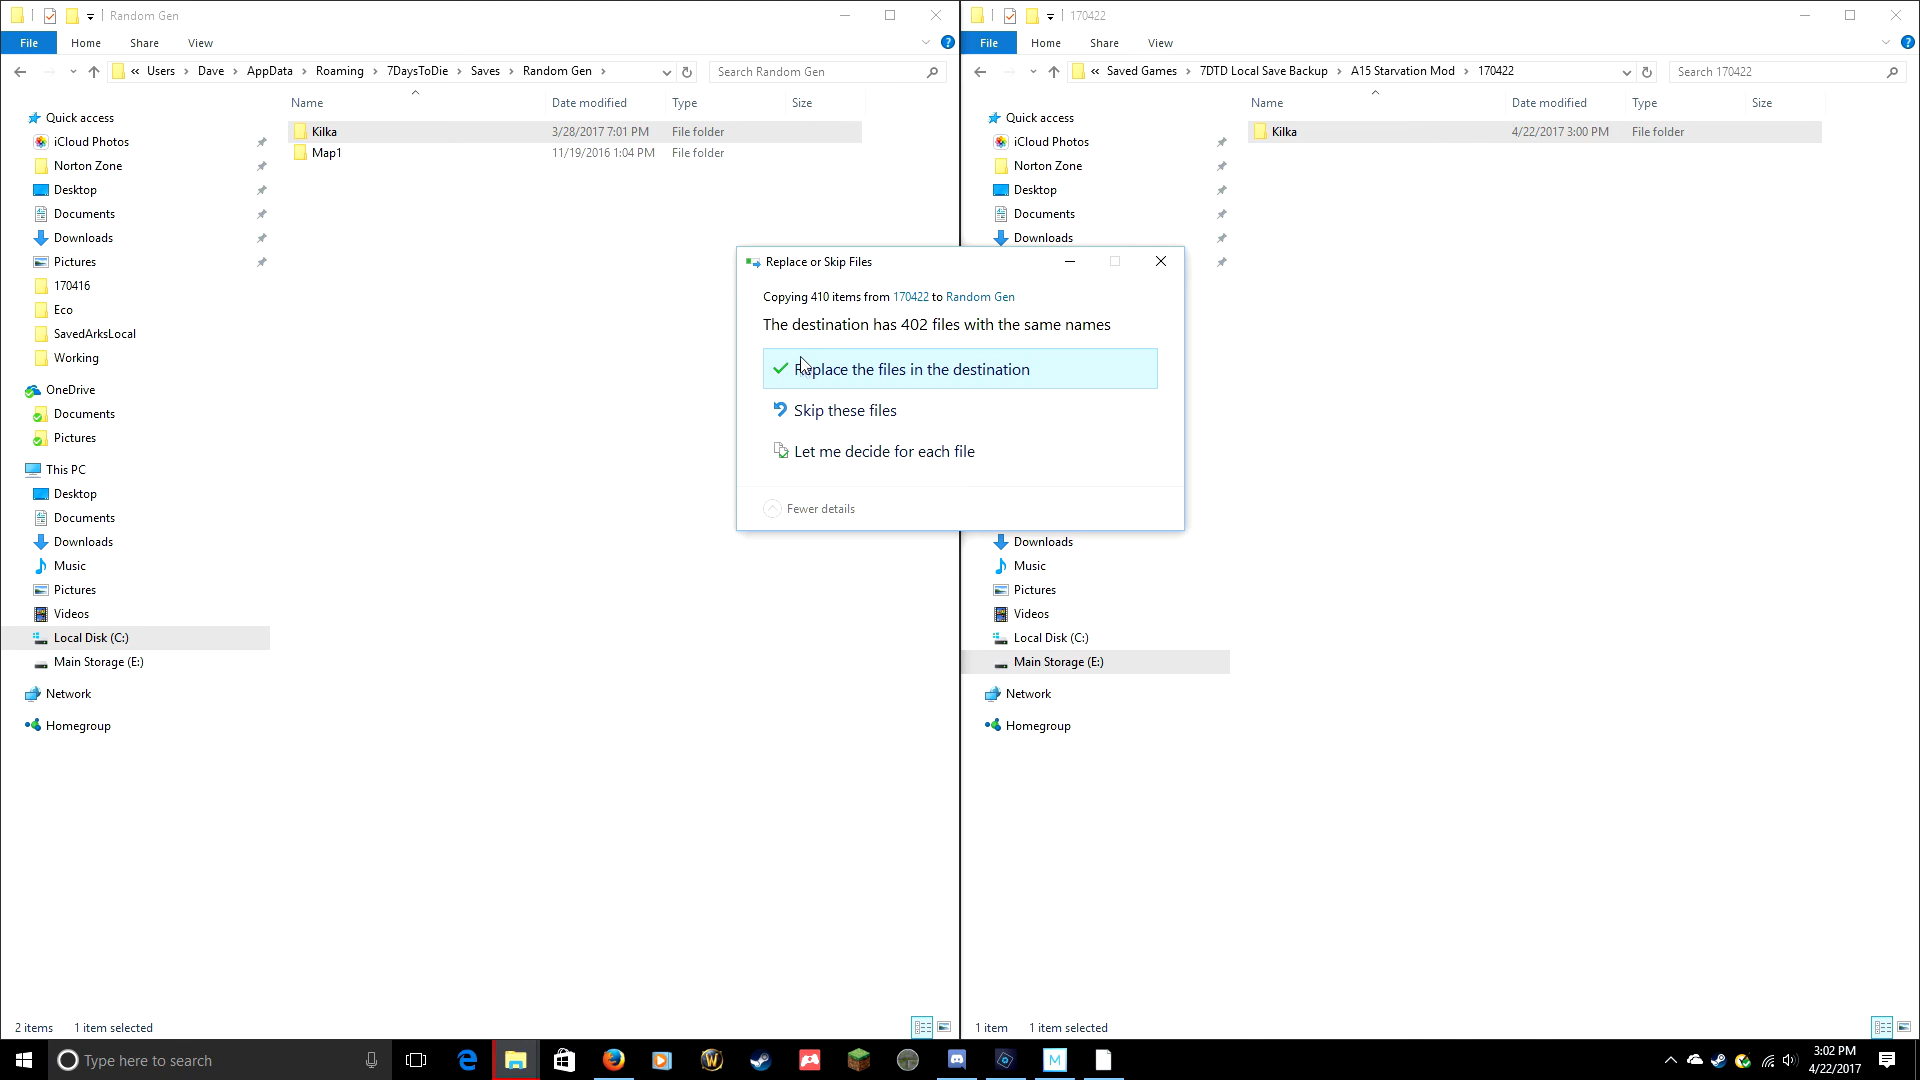 Random Gen
File Home Share View
« Users › Dave › AppData › Roaming › 7DaysToDie › Saves › Random Gen ›
Search Random Gen
Name Date modified Type Size
Kilka 3/28/2017 7:01 PM File folder
Map1 11/19/2016 1:04 PM File folder
Quick access
iCloud Photos
Norton Zone
Desktop
Documents
Downloads
Pictures
170416
Eco
SavedArksLocal
Working
OneDrive
Documents
Pictures
This PC
Desktop
Documents
Downloads
Music
Pictures
Videos
Local Disk (C:)
Main Storage (E:)
Network
Homegroup
2 items 1 item selected
170422
File Home Share View
« Saved Games › 7DTD Local Save Backup › A15 Starvation Mod › 170422
Search 170422
Name Date modified Type Size
Kilka 4/22/2017 3:00 PM File folder
Quick access
iCloud Photos
Norton Zone
Desktop
Documents
Downloads
Downloads
Music
Pictures
Videos
Local Disk (C:)
Main Storage (E:)
Network
Homegroup
1 item 1 item selected
Replace or Skip Files
Copying 410 items from 170422 to Random Gen
The destination has 402 files with the same names
Replace the files in the destination
Skip these files
Let me decide for each file
Fewer details
Type here to search
3:02 PM
4/22/2017